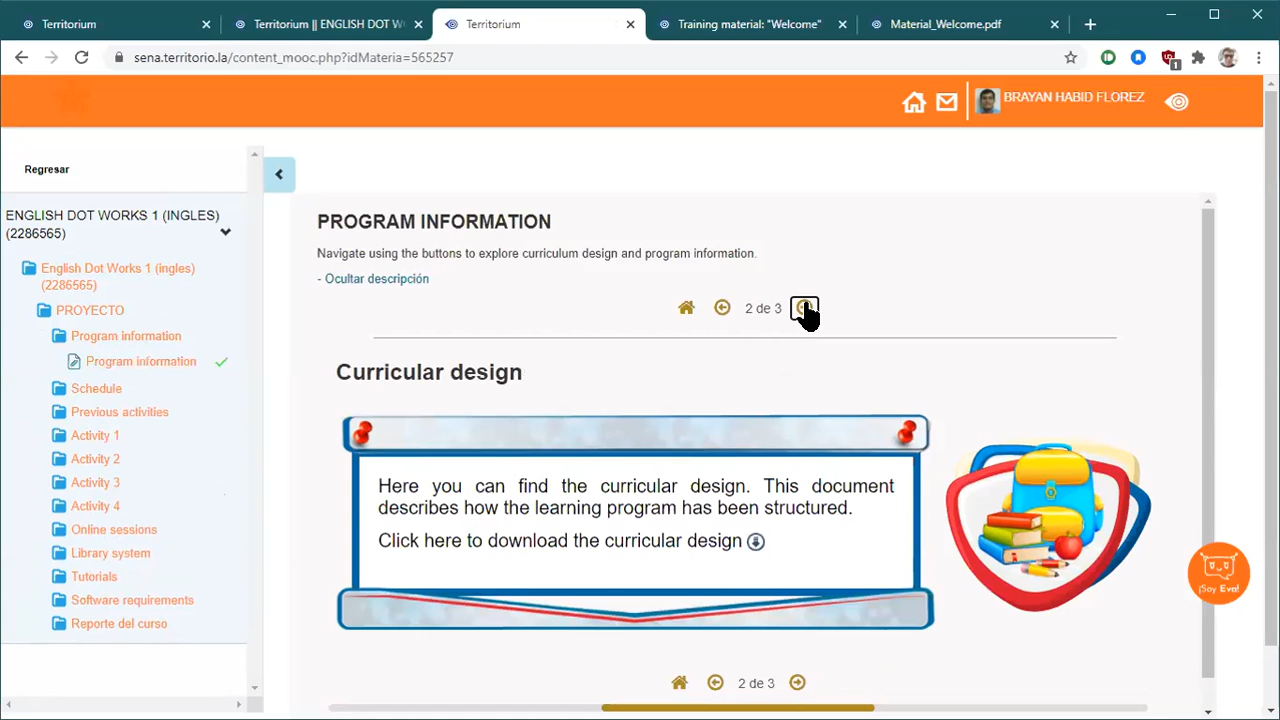 Territorium
Territorium || ENGLISH DOT W
Territorium
Training material: "Welcome"
Material_Welcome.pdf
sena.territorio.la/content_mooc.php?idMateria=565257
1
BRAYAN HABID FLOREZ
Regresar
ENGLISH DOT WORKS 1 (INGLES)
(2286565)
English Dot Works 1 (ingles)
(2286565)
PROYECTO
Program information
Program information
Schedule
Previous activities
Activity 1
Activity 2
Activity 3
Activity 4
Online sessions
Library system
Tutorials
Software requirements
Reporte del curso
PROGRAM INFORMATION
Navigate using the buttons to explore curriculum design and program information.
- Ocultar descripción
2 de 3
Curricular design
Here you can find the curricular design. This document
describes how the learning program has been structured.
Click here to download the curricular design
2 de 3
¡Soy Eva!